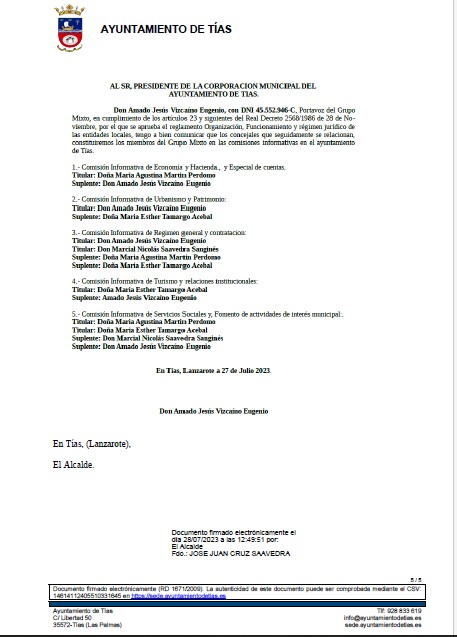 AYUNTAMIENTO DE TÍAS
AL SR, PRESIDENTE DE LA CORPORACION MUNICIPAL DEL
AYUNTAMIENTO DE TIAS.
Don Amado Jesús Vizcaíno Eugenio, con DNI 45.552.946-C, Portavoz del Grupo
Mixto, en cumplimiento de los artículos 23 y siguientes del Real Decreto 2568/1986 de 28 de No-
viembre, por el que se aprueba el reglamento Organización, Funcionamiento y régimen jurídico de
las entidades locales, tengo a bien comunicar que los concejales que seguidamente se relacionan,
constituiremos los miembros del Grupo Mixto en las comisiones informativas en el ayuntamiento
de Tías.
1.- Comisión Informativa de Economía y Hacienda., y Especial de cuentas.
Titular: Doña Maria Agustina Martín Perdomo
Suplente: Don Amado Jesús Vizcaíno Eugenio
2.- Comisión Informativa de Urbanismo y Patrimonio:
Titular: Don Amado Jesús Vizcaíno Eugenio
Suplente: Doña Maria Esther Tamargo Acebal
3.- Comisión Informativa de Regimen general y contratacion:
Titular: Don Amado Jesús Vizcaíno Eugenio
Titular: Don Marcial Nicolás Saavedra Sanginés
Suplente: Doña Maria Agustina Martín Perdomo
Suplente: Doña Maria Esther Tamargo Acebal
4.- Comisión Informativa de Turismo y relaciones institucionales:
Titular: Doña Maria Esther Tamargo Acebal
Suplente: Amado Jesús Vizcaíno Eugenio
5.- Comisión Informativa de Servicios Sociales y, Fomento de actividades de interés municipal:.
Titular: Doña Maria Agustina Martín Perdomo
Titular: Doña Maria Esther Tamargo Acebal
Suplente: Don Marcial Nicolás Saavedra Sanginés
Suplente: Don Amado Jesús Vizcaíno Eugenio
En Tías, Lanzarote a 27 de Julio 2023.
Don Amado Jesús Vizcaíno Eugenio
En Tías, (Lanzarote),
El Alcalde.
Documento firmado electrónicamente el
día 28/07/2023 a las 12:49:51 por:
El Alcalde
Fdo.: JOSE JUAN CRUZ SAAVEDRA
5 / 5
Documento firmado electrónicamente (RD 1671/2009). La autenticidad de este documento puede ser comprobada mediante el CSV:
14614112405510331645 en https://sede.ayuntamientodetias.es
Ayuntamiento de Tías
C/ Libertad 50
35572-Tías (Las Palmas)
Tlf: 928 833 619
info@ayuntamientodetias.es
sede.ayuntamientodetias.es